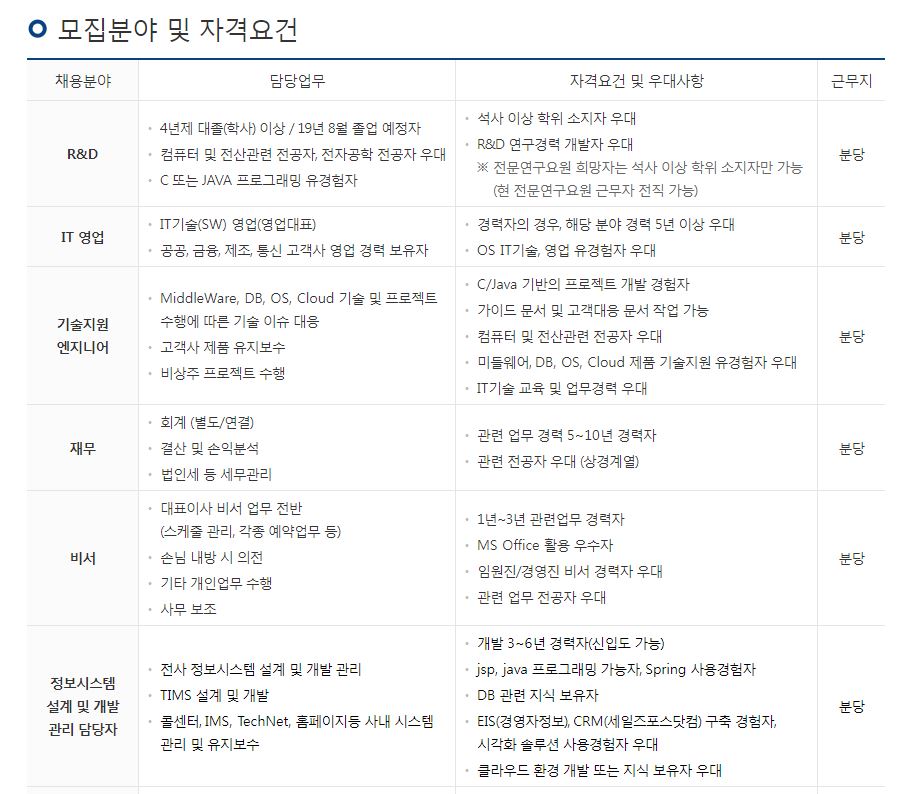 모집분야 및 자격요건
채용분야 담당업무 자격요건 및 우대사항 근무지
R&D
4년제 대졸(학사) 이상 / 19년 8월 졸업 예정자
컴퓨터 및 전산관련 전공자, 전자공학 전공자 우대
C 또는 JAVA 프로그래밍 유경험자
석사 이상 학위 소지자 우대
R&D 연구경력 개발자 우대
※ 전문연구요원 희망자는 석사 이상 학위 소지자만 가능
(현 전문연구요원 근무자 전직 가능)
분당
IT 영업
IT기술(SW) 영업(영업대표)
공공, 금융, 제조, 통신 고객사 영업 경력 보유자
경력자의 경우, 해당 분야 경력 5년 이상 우대
OS IT기술, 영업 유경험자 우대
분당
기술지원
엔지니어
MiddleWare, DB, OS, Cloud 기술 및 프로젝트
수행에 따른 기술 이슈 대응
고객사 제품 유지보수
비상주 프로젝트 수행
C/Java 기반의 프로젝트 개발 경험자
가이드 문서 및 고객대응 문서 작업 가능
컴퓨터 및 전산관련 전공자 우대
미들웨어, DB, OS, Cloud 제품 기술지원 유경험자 우대
IT기술 교육 및 업무경력 우대
분당
재무
회계 (별도/연결)
결산 및 손익분석
법인세 등 세무관리
관련 업무 경력 5~10년 경력자
관련 전공자 우대 (상경계열)
분당
비서
대표이사 비서 업무 전반
(스케줄 관리, 각종 예약업무 등)
손님 내방 시 의전
기타 개인업무 수행
사무 보조
1년~3년 관련업무 경력자
MS Office 활용 우수자
임원진/경영진 비서 경력자 우대
관련 업무 전공자 우대
분당
정보시스템
설계 및 개발
관리 담당자
전사 정보시스템 설계 및 개발 관리
TIMS 설계 및 개발
콜센터, IMS, TechNet, 홈페이지등 사내 시스템
관리 및 유지보수
개발 3~6년 경력자(신입도 가능)
jsp, java 프로그래밍 가능자, Spring 사용경험자
DB 관련 지식 보유자
EIS(경영자정보), CRM(세일즈포스닷컴) 구축 경험자,
시각화 솔루션 사용경험자 우대
클라우드 환경 개발 또는 지식 보유자 우대
분당